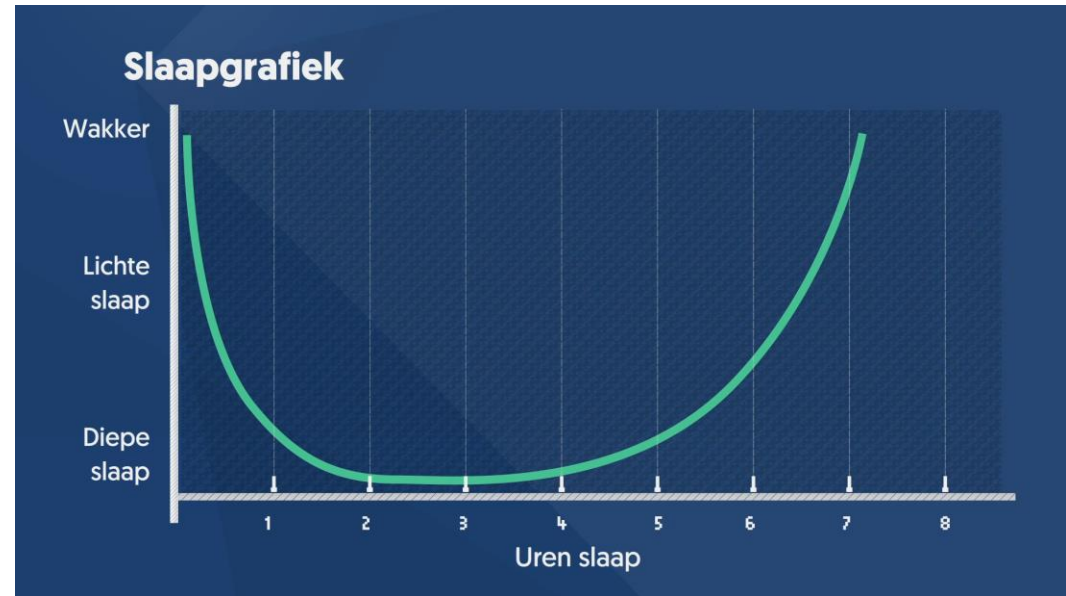 Slaapgrafiek
Wakker
Lichte
slaap
Diepe
slaap
1 2 3 4 5 6 7 8
Uren slaap